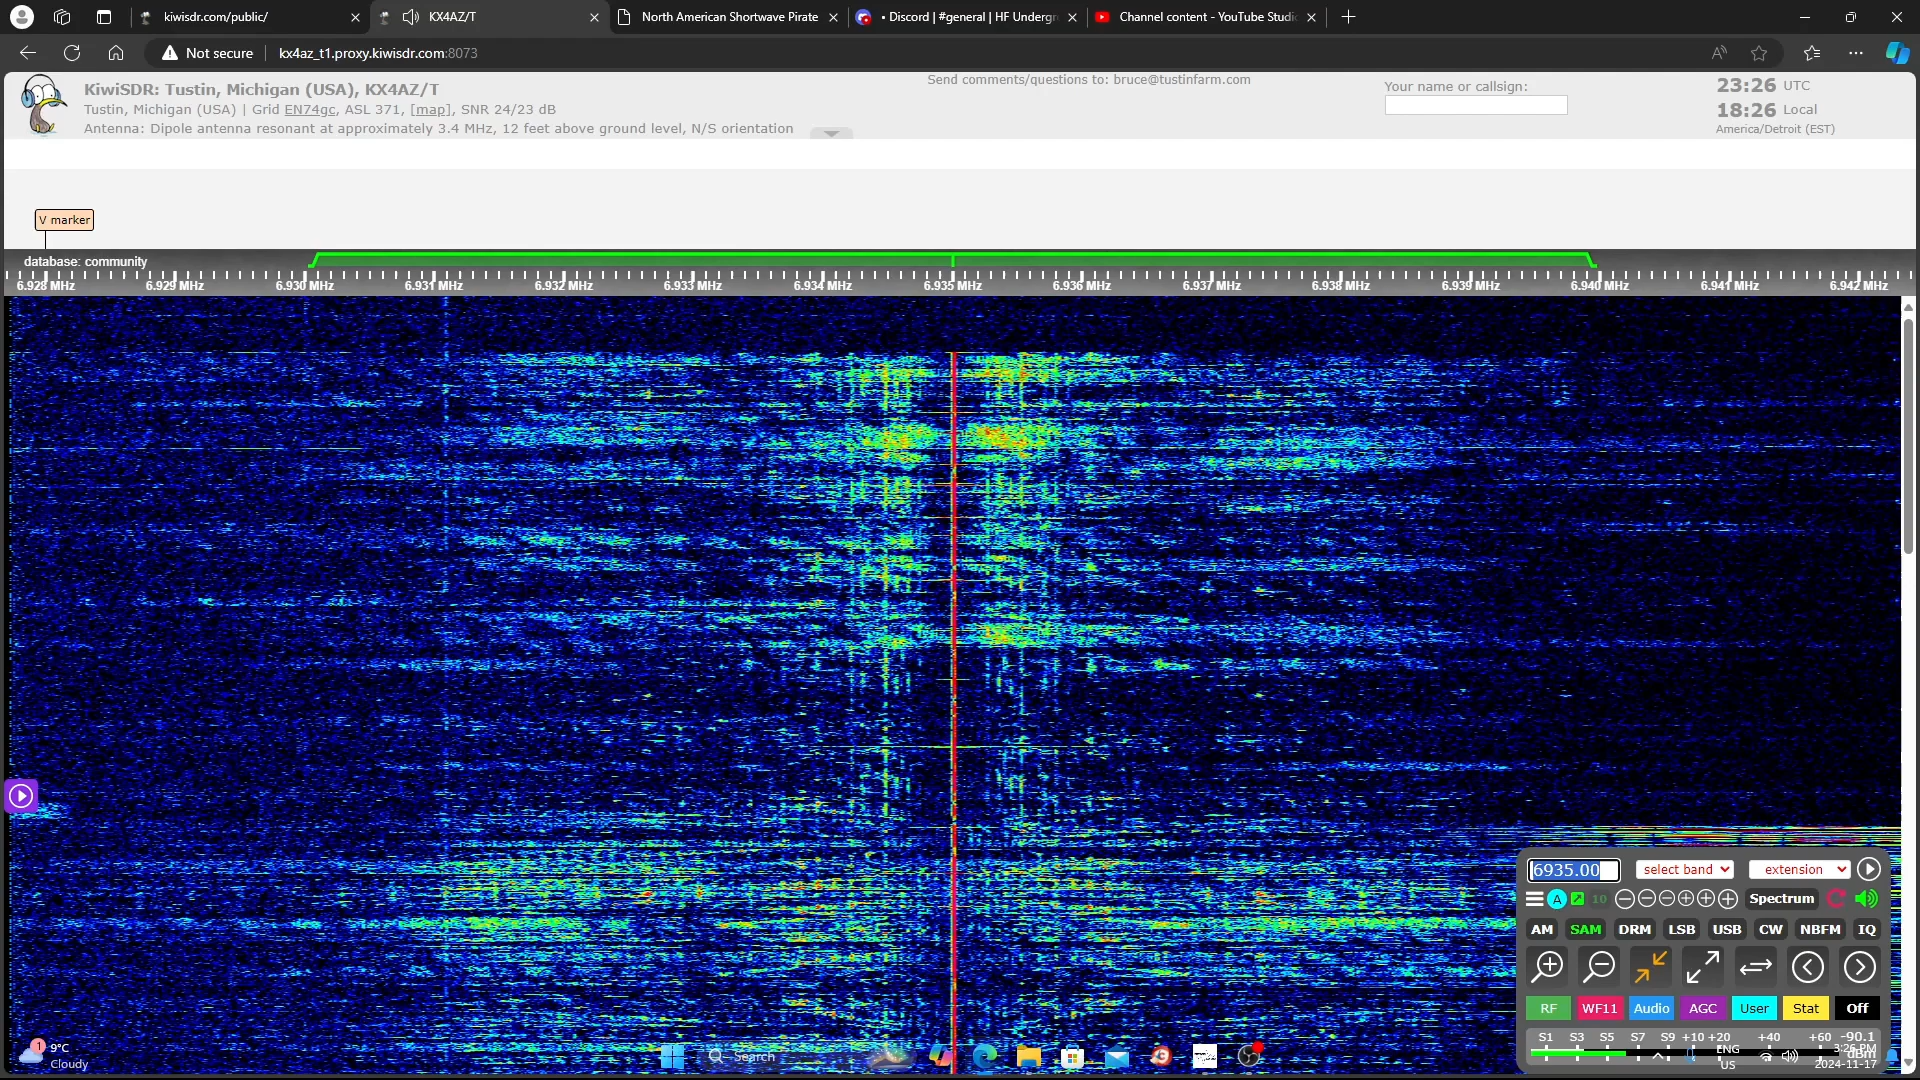 kiwisdr.com/public/
KX4AZ/T
North American Shortwave Pirate
• Discord | #general | HF Undergr
Channel content - YouTube Studio
Not secure
kx4az_t1.proxy.kiwisdr.com:8073
KiwiSDR: Tustin, Michigan (USA), KX4AZ/T
Tustin, Michigan (USA) | Grid EN74gc, ASL 371, [map], SNR 24/23 dB
Antenna: Dipole antenna resonant at approximately 3.4 MHz, 12 feet above ground level, N/S orientation
Send comments/questions to: bruce@tustinfarm.com
Your name or callsign:
23:26 UTC
18:26 Local
America/Detroit (EST)
V marker
database: community
6.928 MHz 6.929 MHz 6.930 MHz 6.931 MHz 6.932 MHz 6.933 MHz 6.934 MHz 6.935 MHz 6.936 MHz 6.937 MHz 6.938 MHz 6.939 MHz 6.940 MHz 6.941 MHz 6.942 MHz
6935.00 select band extension
A 10 Spectrum
AM SAM DRM LSB USB CW NBFM IQ
RF WF11 Audio AGC User Stat Off
S1 S3 S5 S7 S9 +10 +20 +40 +60 -90.1
dBm
1
9°C
Cloudy
Search
ENG
US
3:26 PM
2024-11-17